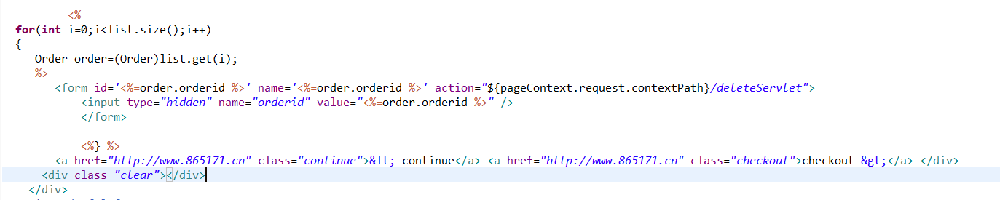 <%
for(int i=0;i<list.size();i++)
{
Order order=(Order)list.get(i);
%>
<form id='<%=order.orderid %>' name='<%=order.orderid %>' action="${pageContext.request.contextPath}/deleteServlet">
<input type="hidden" name="orderid" value="<%=order.orderid %>" />
</form>
<%} %>
<a href="http://www.865171.cn" class="continue">&lt; continue</a> <a href="http://www.865171.cn" class="checkout">checkout &gt;</a> </div>
<div class="clear"></div>
</div>